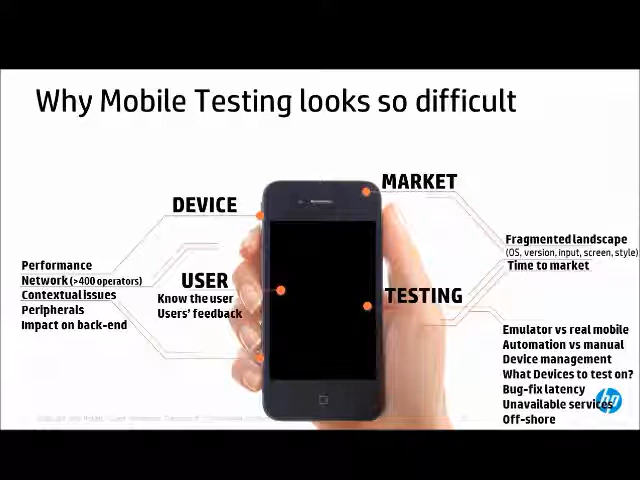 Why Mobile Testing looks so difficult
MARKET
DEVICE
Fragmented landscape
(OS, version, input, screen, style)
Time to market
Performance
Network (>400 operators)
Contextual issues
Peripherals
Impact on back-end
USER
Know the user
Users' feedback
TESTING
Emulator vs real mobile
Automation vs manual
Device management
What Devices to test on?
Bug-fix latency
Unavailable services
Off-shore
hp